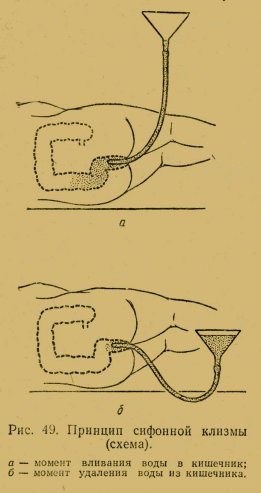 а
б
Рис. 49. Принцип сифонной клизмы
(схема).
а — момент вливания воды в кишечник;
б — момент удаления воды из кишечника.